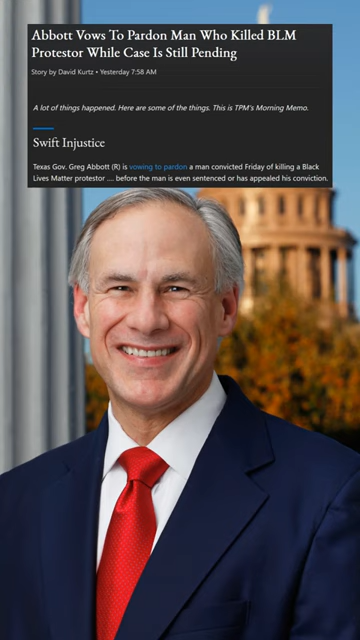 Abbott Vows To Pardon Man Who Killed BLM
Protestor While Case Is Still Pending
Story by David Kurtz • Yesterday 7:58 AM
A lot of things happened. Here are some of the things. This is TPM's Morning Memo.
Swift Injustice
Texas Gov. Greg Abbott (R) is vowing to pardon a man convicted Friday of killing a Black
Lives Matter protestor .... before the man is even sentenced or has appealed his conviction.